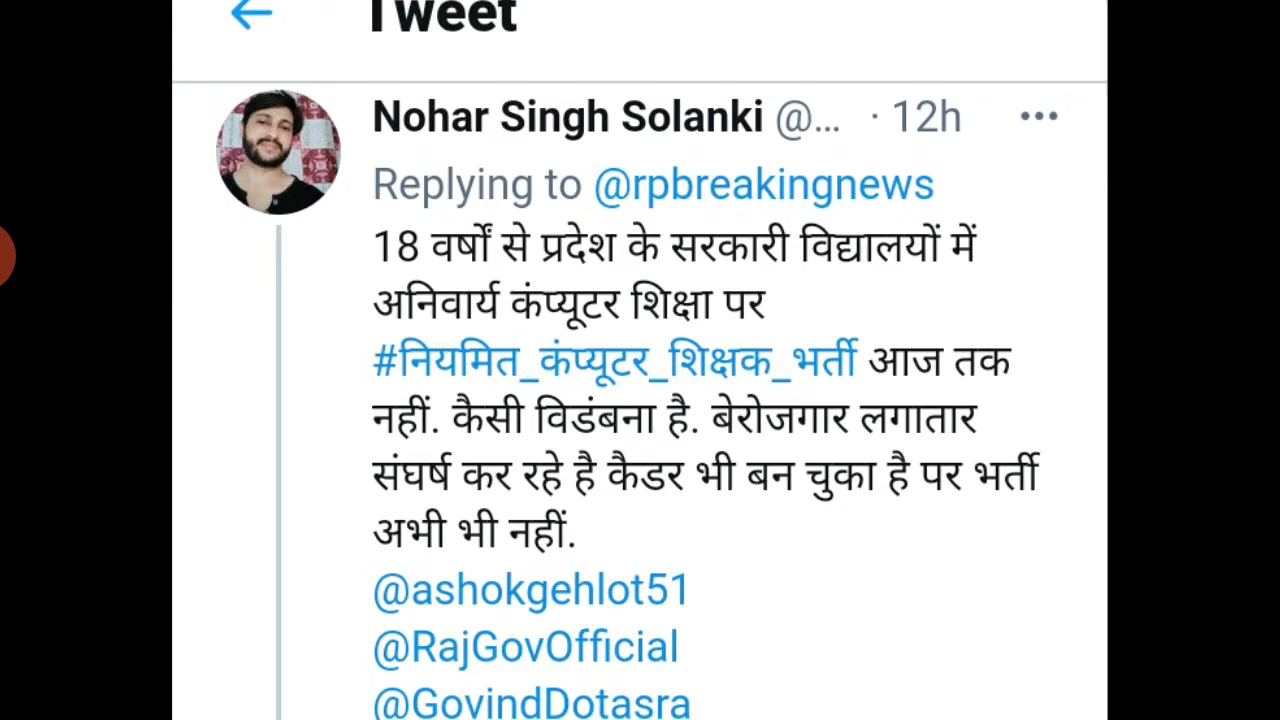 Tweet
Nohar Singh Solanki @... · 12h
Replying to @rpbreakingnews
18 वर्षों से प्रदेश के सरकारी विद्यालयों में
अनिवार्य कंप्यूटर शिक्षा पर
#नियमित_कंप्यूटर_शिक्षक_भर्ती आज तक
नहीं. कैसी विडंबना है. बेरोजगार लगातार
संघर्ष कर रहे है कैडर भी बन चुका है पर भर्ती
अभी भी नहीं.
@ashokgehlot51
@RajGovOfficial
@GovindDotasra